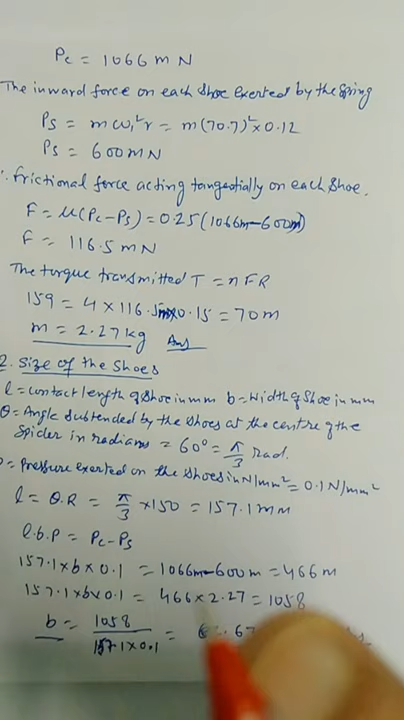 Pc = 1066 m N
The inward force on each shoe exerted by the spring
Ps = mω₁²r = m(70.7)²×0.12
Ps = 600 m N
∴ Frictional force acting tangentially on each shoe.
F = μ(Pc-Ps) = 0.25(1066m-600m)
F = 116.5 m N
The torque transmitted T = nFR
159 = 4 × 116.5m×0.15 = 70m
m = 2.27 kg Ans
2. Size of the shoes
l = contact length of shoe in mm b = width of shoe in mm
θ = Angle subtended by the shoes at the centre of the
spider in radians = 60° = π/3 rad.
P = Pressure exerted on the shoes in N/mm² = 0.1 N/mm²
l = θ.R = π/3 × 150 = 157.1 mm
l.b.P = Pc-Ps
157.1×b×0.1 = 1066m-600m = 466 m
157.1×b×0.1 = 466×2.27 = 1058
b = 1058/157.1×0.1 =